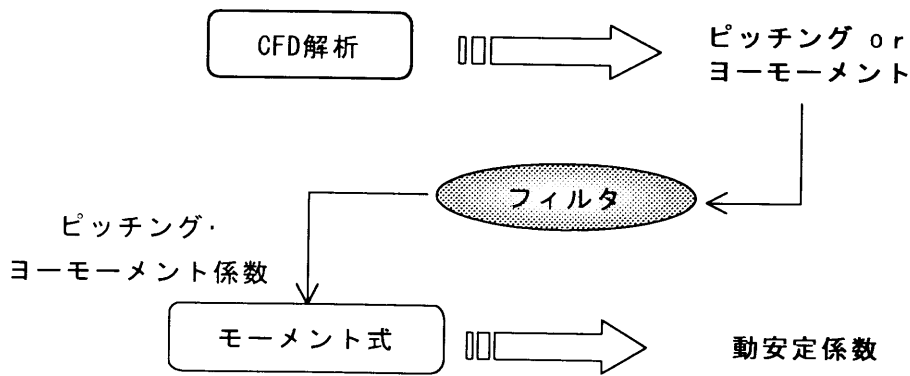 CFD解析
ピッチング or
ヨーモーメント
フィルタ
ピッチング・
ヨーモーメント係数
モーメント式
動安定係数